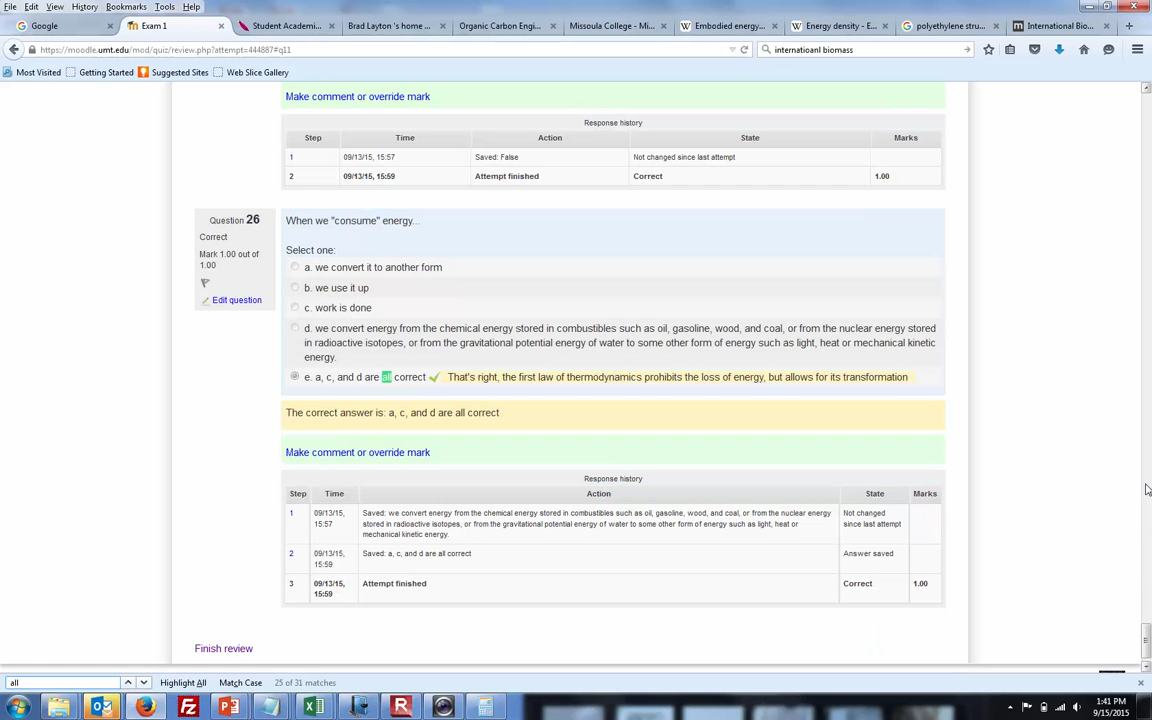 File Edit View History Bookmarks Tools Help
Google
Exam 1
Student Academi...
Brad Layton 's home ...
Organic Carbon Engi...
Missoula College - Mi...
Embodied energy...
Energy density - E...
polyethylene stru...
International Bio...
https://moodle.umt.edu/mod/quiz/review.php?attempt=444887#q11
internatioanl biomass
Most Visited
Getting Started
Suggested Sites
Web Slice Gallery
Make comment or override mark
Response history
Step Time Action State Marks
1 09/13/15, 15:57 Saved: False Not changed since last attempt
2 09/13/15, 15:59 Attempt finished Correct 1.00
Question 26
Correct
Mark 1.00 out of
1.00
Edit question
When we "consume" energy...
Select one:
a. we convert it to another form
b. we use it up
c. work is done
d. we convert energy from the chemical energy stored in combustibles such as oil, gasoline, wood, and coal, or from the nuclear energy stored
in radioactive isotopes, or from the gravitational potential energy of water to some other form of energy such as light, heat or mechanical kinetic
energy.
e. a, c, and d are all correct That's right, the first law of thermodynamics prohibits the loss of energy, but allows for its transformation
The correct answer is: a, c, and d are all correct
Make comment or override mark
Response history
Step Time Action State Marks
1 09/13/15, 15:57 Saved: we convert energy from the chemical energy stored in combustibles such as oil, gasoline, wood, and coal, or from the nuclear energy
stored in radioactive isotopes, or from the gravitational potential energy of water to some other form of energy such as light, heat or
mechanical kinetic energy. Not changed since last attempt
2 09/13/15, 15:59 Saved: a, c, and d are all correct Answer saved
3 09/13/15, 15:59 Attempt finished Correct 1.00
Finish review
all
Highlight All
Match Case
25 of 31 matches
1:41 PM
9/15/2015